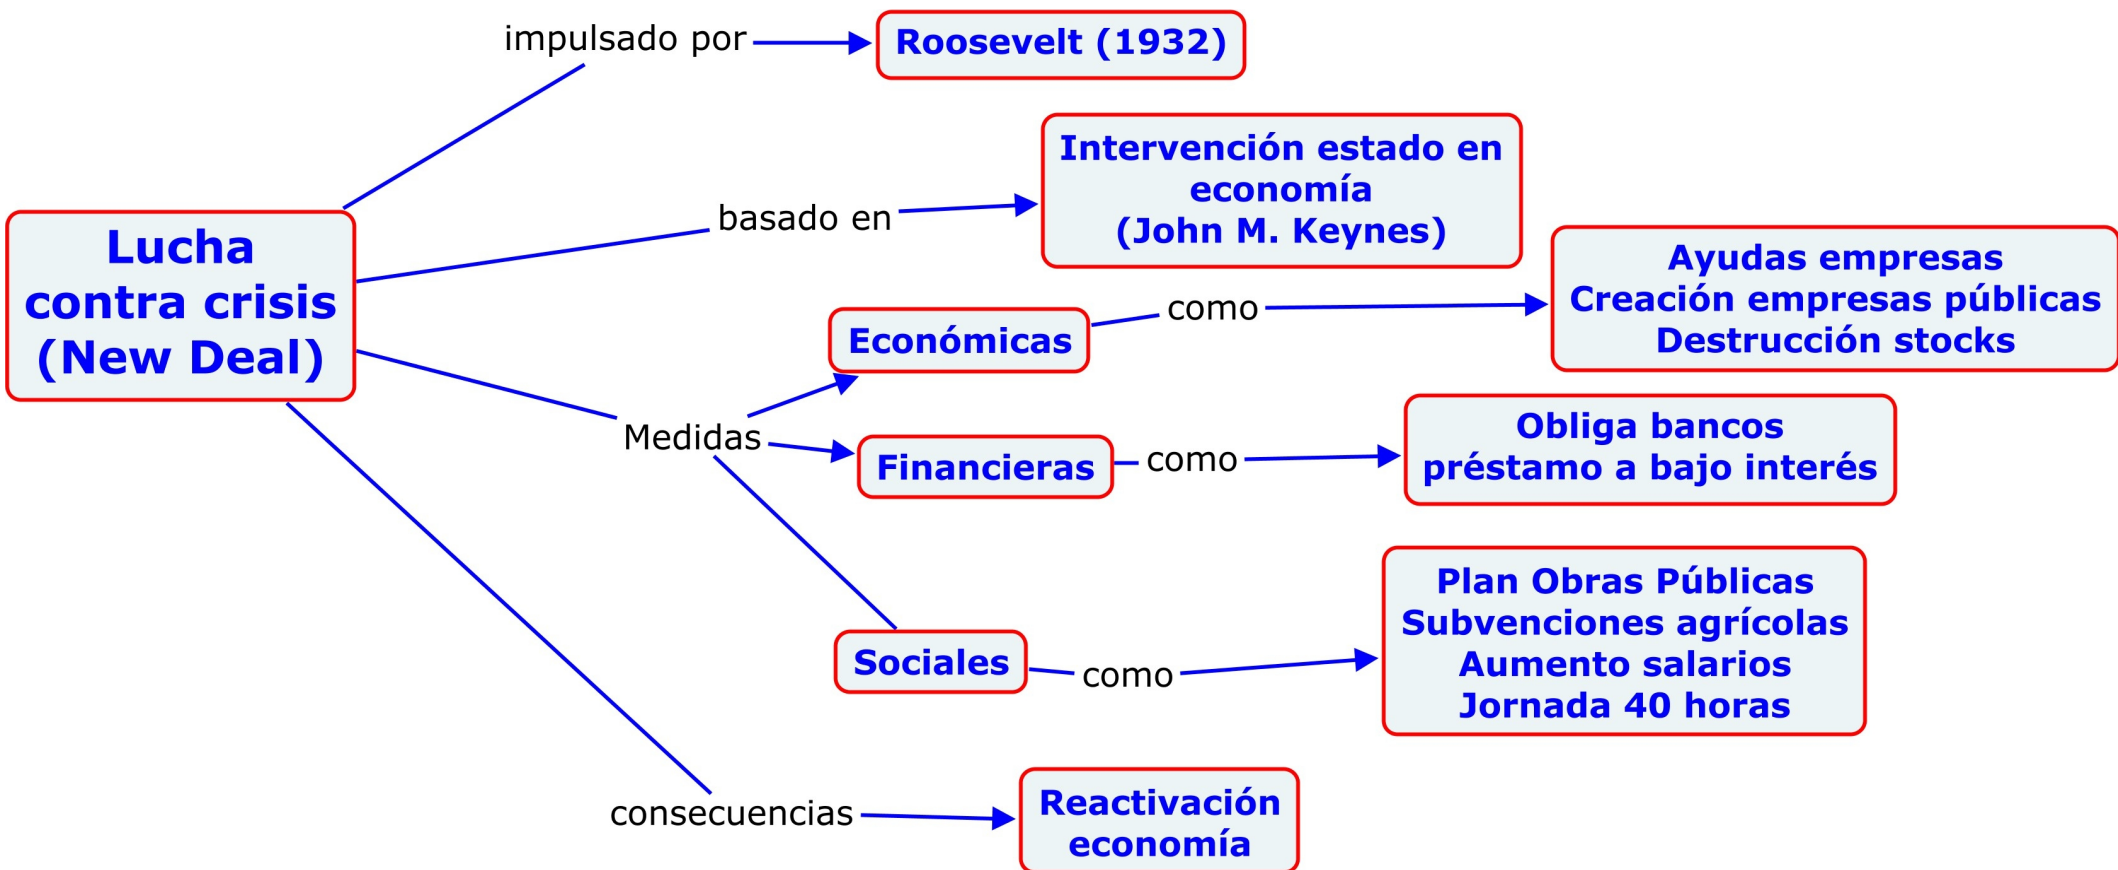 impulsado por
Roosevelt (1932)
Intervención estado en
economía
(John M. Keynes)
basado en
Lucha
contra crisis
(New Deal)
Ayudas empresas
Creación empresas públicas
Destrucción stocks
como
Económicas
Medidas
Financieras
como
Obliga bancos
préstamo a bajo interés
Sociales
como
Plan Obras Públicas
Subvenciones agrícolas
Aumento salarios
Jornada 40 horas
consecuencias
Reactivación
economía